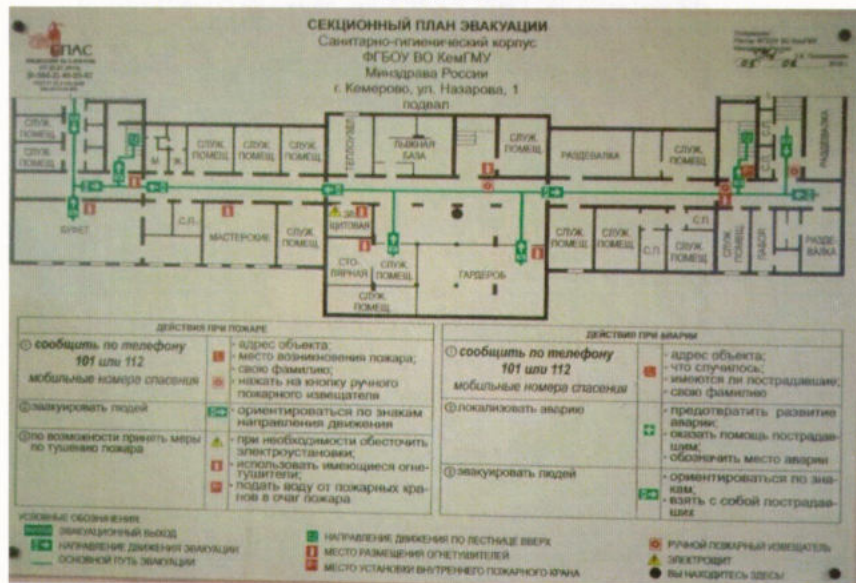 СПАС
СЕКЦИОННЫЙ ПЛАН ЭВАКУАЦИИ
Санитарно-гигиенический корпус
ФГБОУ ВО КемГМУ
Минздрава России
г. Кемерово, ул. Назарова, 1
подвал
СЛУЖ.
ПОМЕЩ.
СЛУЖ.
ПОМЕЩ.
М
Ж
СЛУЖ.
ПОМЕЩ.
СЛУЖ.
ПОМЕЩ.
СЛУЖ.
ПОМЕЩ.
ТЕПЛОУЗЕЛ
ЛЫЖНАЯ
БАЗА
СЛУЖ.
ПОМЕЩ.
РАЗДЕВАЛКА
СЛУЖ.
ПОМЕЩ.
С.П.
С.П.
РАЗДЕВАЛКА
БУФЕТ
С.П.
МАСТЕРСКИЕ
СЛУЖ.
ПОМЕЩ.
ЭЛ.
ЩИТОВАЯ
СТО-
ЛЯРНАЯ
СЛУЖ.
ПОМЕЩ.
СЛУЖ.
ПОМЕЩ.
ГАРДЕРОБ
СЛУЖ.
ПОМЕЩ.
С.П.
С.П.
СЛУЖ.
ПОМЕЩ.
СЛУЖ.
ПОМЕЩ.
ЛАБОР.
РАЗДЕ-
ВАЛКА
ДЕЙСТВИЯ ПРИ ПОЖАРЕ
① сообщить по телефону
101 или 112
мобильные номера спасения
- адрес объекта;
- место возникновения пожара;
- свою фамилию;
- нажать на кнопку ручного
пожарного извещателя
② эвакуировать людей
- ориентироваться по знакам
направления движения
③ по возможности принять меры
по тушению пожара
- при необходимости обесточить
электроустановки;
- использовать имеющиеся огне-
тушители;
- подать воду от пожарных кра-
нов в очаг пожара
ДЕЙСТВИЯ ПРИ АВАРИИ
① сообщить по телефону
101 или 112
мобильные номера спасения
- адрес объекта;
- что случилось;
- имеются ли пострадавшие;
- свою фамилию
② локализовать аварию
- предотвратить развитие
аварии;
- оказать помощь пострадав-
шим;
- обозначить место аварии
③ эвакуировать людей
- ориентироваться по зна-
кам;
- взять с собой пострадав-
ших
УСЛОВНЫЕ ОБОЗНАЧЕНИЯ:
ЭВАКУАЦИОННЫЙ ВЫХОД
НАПРАВЛЕНИЕ ДВИЖЕНИЯ ЭВАКУАЦИИ
ОСНОВНОЙ ПУТЬ ЭВАКУАЦИИ
НАПРАВЛЕНИЕ ДВИЖЕНИЯ ПО ЛЕСТНИЦЕ ВВЕРХ
МЕСТО РАЗМЕЩЕНИЯ ОГНЕТУШИТЕЛЕЙ
МЕСТО УСТАНОВКИ ВНУТРЕННЕГО ПОЖАРНОГО КРАНА
РУЧНОЙ ПОЖАРНЫЙ ИЗВЕЩАТЕЛЬ
ЭЛЕКТРОЩИТ
ВЫ НАХОДИТЕСЬ ЗДЕСЬ